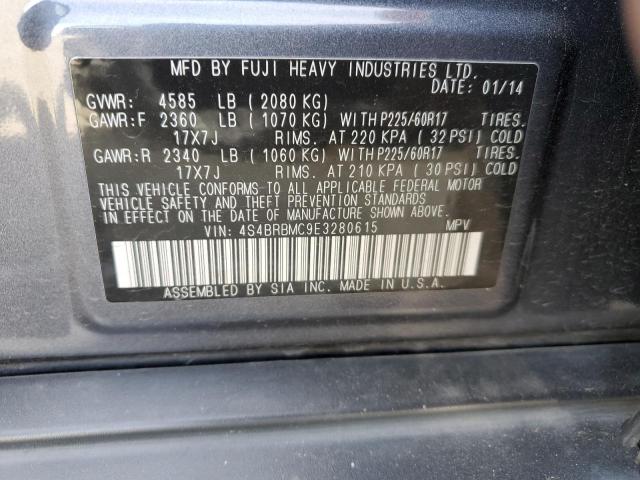 MFD BY FUJI HEAVY INDUSTRIES LTD.
DATE: 01/14
GVWR: 4585 LB (2080 KG)
GAWR:F 2360 LB (1070 KG) WITH P225/60R17 TIRES.
17X7J RIMS. AT 220 KPA (32 PSI) COLD
GAWR:R 2340 LB (1060 KG) WITH P225/60R17 TIRES.
17X7J RIMS. AT 210 KPA (30 PSI) COLD
THIS VEHICLE CONFORMS TO ALL APPLICABLE FEDERAL MOTOR
VEHICLE SAFETY AND THEFT PREVENTION STANDARDS
IN EFFECT ON THE DATE OF MANUFACTURE SHOWN ABOVE.
VIN: 4S4BRBMC9E3280615 MPV
ASSEMBLED BY SIA INC. MADE IN U.S.A.